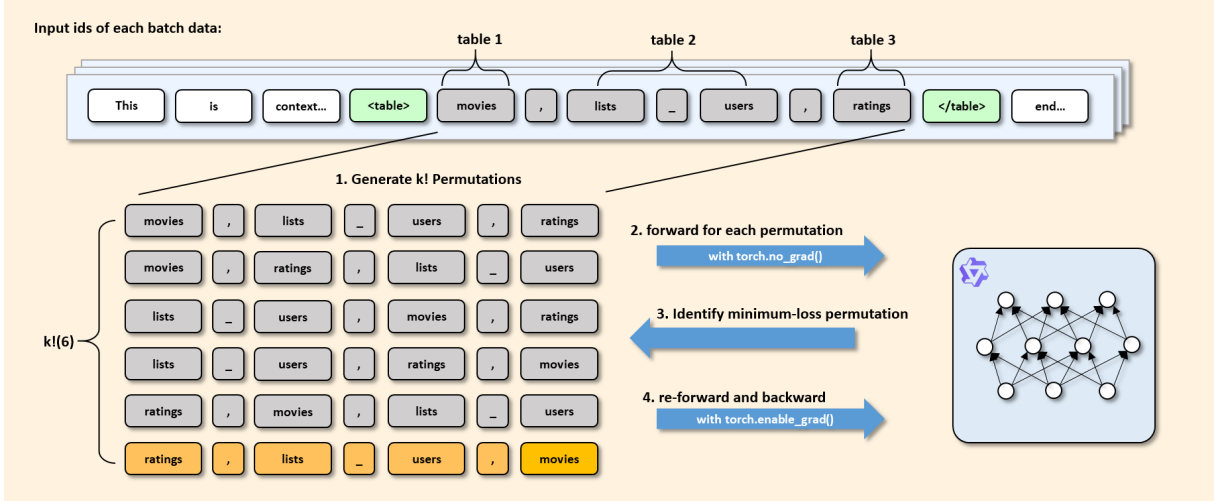 Input ids of each batch data:
table 1 table 2 table 3
This is context... <table> movies , lists _ users , ratings </table> end...
1. Generate k! Permutations
movies , lists _ users , ratings
movies , ratings , lists _ users
lists _ users , movies , ratings
k!(6)
lists _ users , ratings , movies
ratings , movies , lists _ users
ratings , lists _ users , movies
2. forward for each permutation
with torch.no_grad()
3. Identify minimum-loss permutation
4. re-forward and backward
with torch.enable_grad()